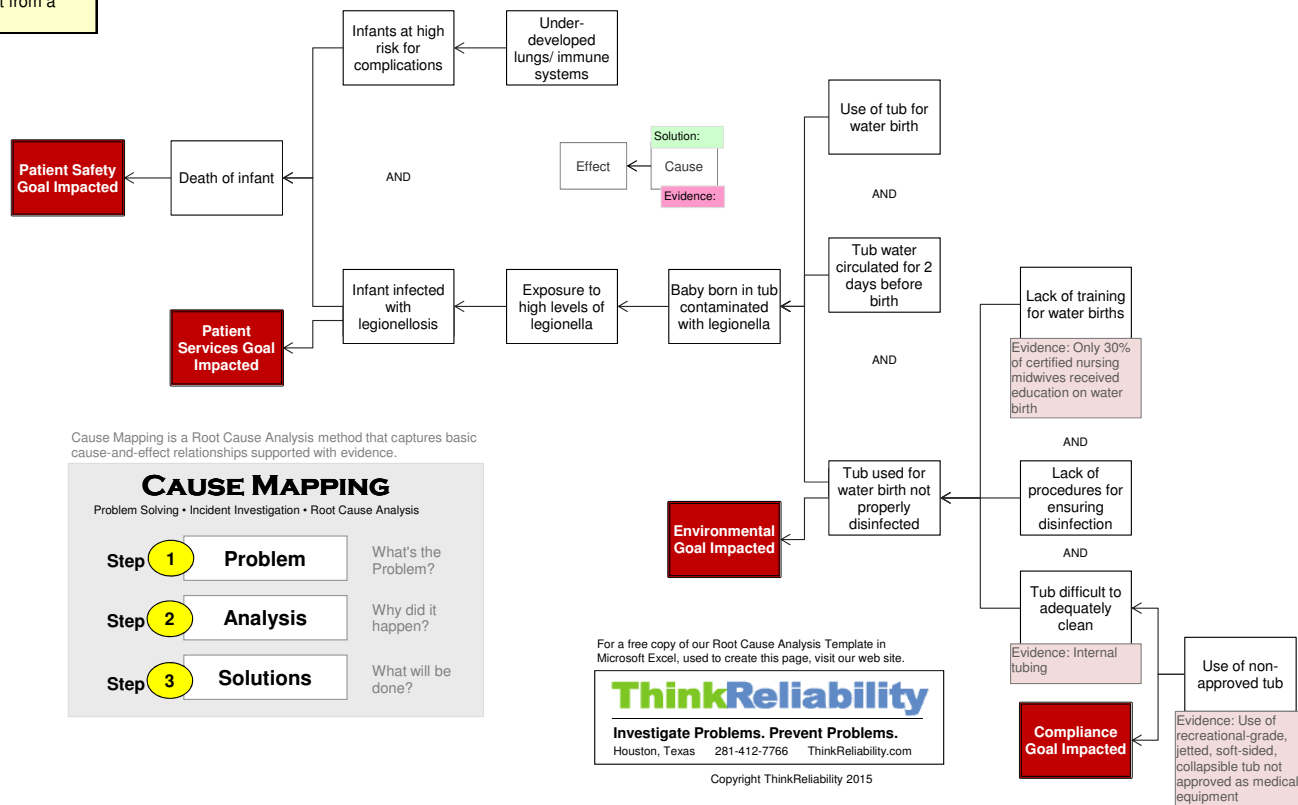 t from a
Infants at high
risk for
complications
Under-
developed
lungs/ immune
systems
Use of tub for
water birth
Solution:
Effect
Cause
Evidence:
Patient Safety
Goal Impacted
Death of infant
AND
AND
Tub water
circulated for 2
days before
birth
Infant infected
with
legionellosis
Exposure to
high levels of
legionella
Baby born in tub
contaminated
with legionella
Lack of training
for water births
Evidence: Only 30%
of certified nursing
midwives received
education on water
birth
Patient
Services Goal
Impacted
AND
AND
Tub used for
water birth not
properly
disinfected
Lack of
procedures for
ensuring
disinfection
Environmental
Goal Impacted
AND
Tub difficult to
adequately
clean
Evidence: Internal
tubing
Use of non-
approved tub
Evidence: Use of
recreational-grade,
jetted, soft-sided,
collapsible tub not
approved as medical
equipment
Compliance
Goal Impacted
Cause Mapping is a Root Cause Analysis method that captures basic
cause-and-effect relationships supported with evidence.
CAUSE MAPPING
Problem Solving • Incident Investigation • Root Cause Analysis
Step 1 Problem What's the
Problem?
Step 2 Analysis Why did it
happen?
Step 3 Solutions What will be
done?
For a free copy of our Root Cause Analysis Template in
Microsoft Excel, used to create this page, visit our web site.
ThinkReliability
Investigate Problems. Prevent Problems.
Houston, Texas 281-412-7766 ThinkReliability.com
Copyright ThinkReliability 2015